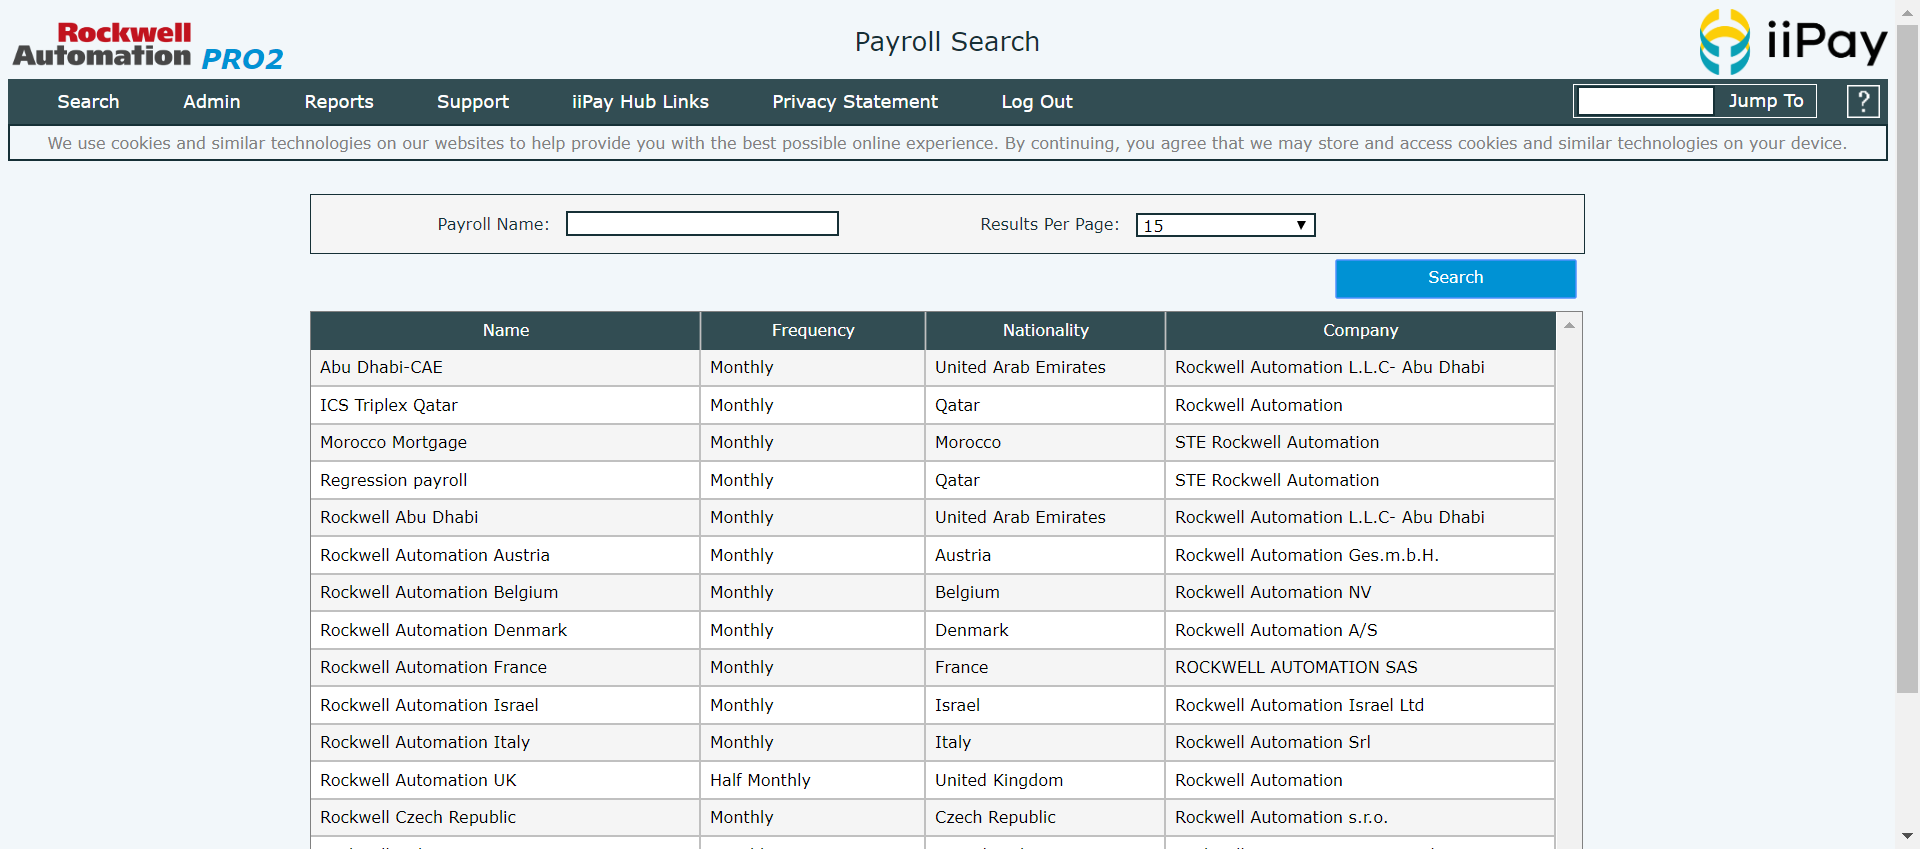 Rockwell
Automation PRO2
Payroll Search
iiPay
Search Admin Reports Support iiPay Hub Links Privacy Statement Log Out Jump To ?
We use cookies and similar technologies on our websites to help provide you with the best possible online experience. By continuing, you agree that we may store and access cookies and similar technologies on your device.
Payroll Name: Results Per Page: 15
Search
Name Frequency Nationality Company
Abu Dhabi-CAE Monthly United Arab Emirates Rockwell Automation L.L.C- Abu Dhabi
ICS Triplex Qatar Monthly Qatar Rockwell Automation
Morocco Mortgage Monthly Morocco STE Rockwell Automation
Regression payroll Monthly Qatar STE Rockwell Automation
Rockwell Abu Dhabi Monthly United Arab Emirates Rockwell Automation L.L.C- Abu Dhabi
Rockwell Automation Austria Monthly Austria Rockwell Automation Ges.m.b.H.
Rockwell Automation Belgium Monthly Belgium Rockwell Automation NV
Rockwell Automation Denmark Monthly Denmark Rockwell Automation A/S
Rockwell Automation France Monthly France ROCKWELL AUTOMATION SAS
Rockwell Automation Israel Monthly Israel Rockwell Automation Israel Ltd
Rockwell Automation Italy Monthly Italy Rockwell Automation Srl
Rockwell Automation UK Half Monthly United Kingdom Rockwell Automation
Rockwell Czech Republic Monthly Czech Republic Rockwell Automation s.r.o.